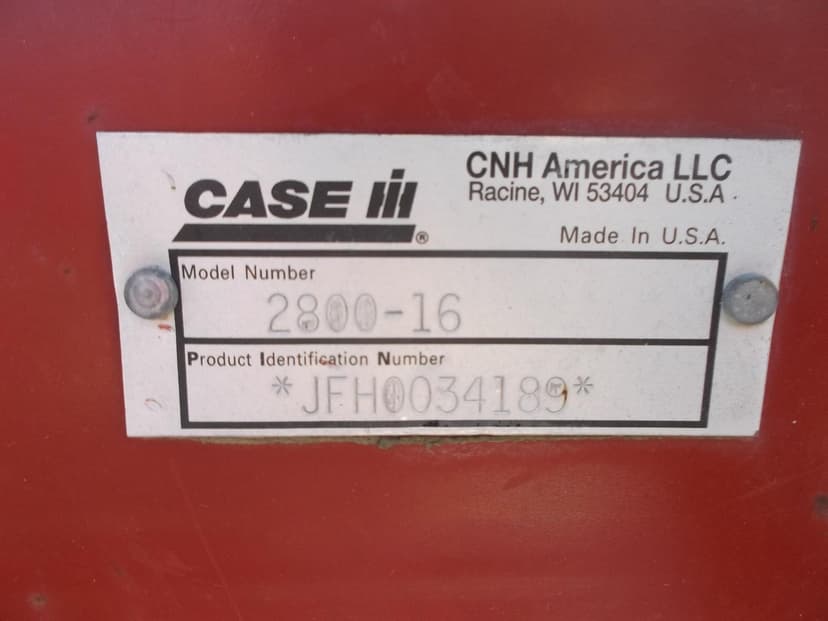 CASE IH®
CNH America LLC
Racine, WI 53404 U.S.A.
Made In U.S.A.
Model Number
2800-16
Product Identification Number
*JFH0034189*